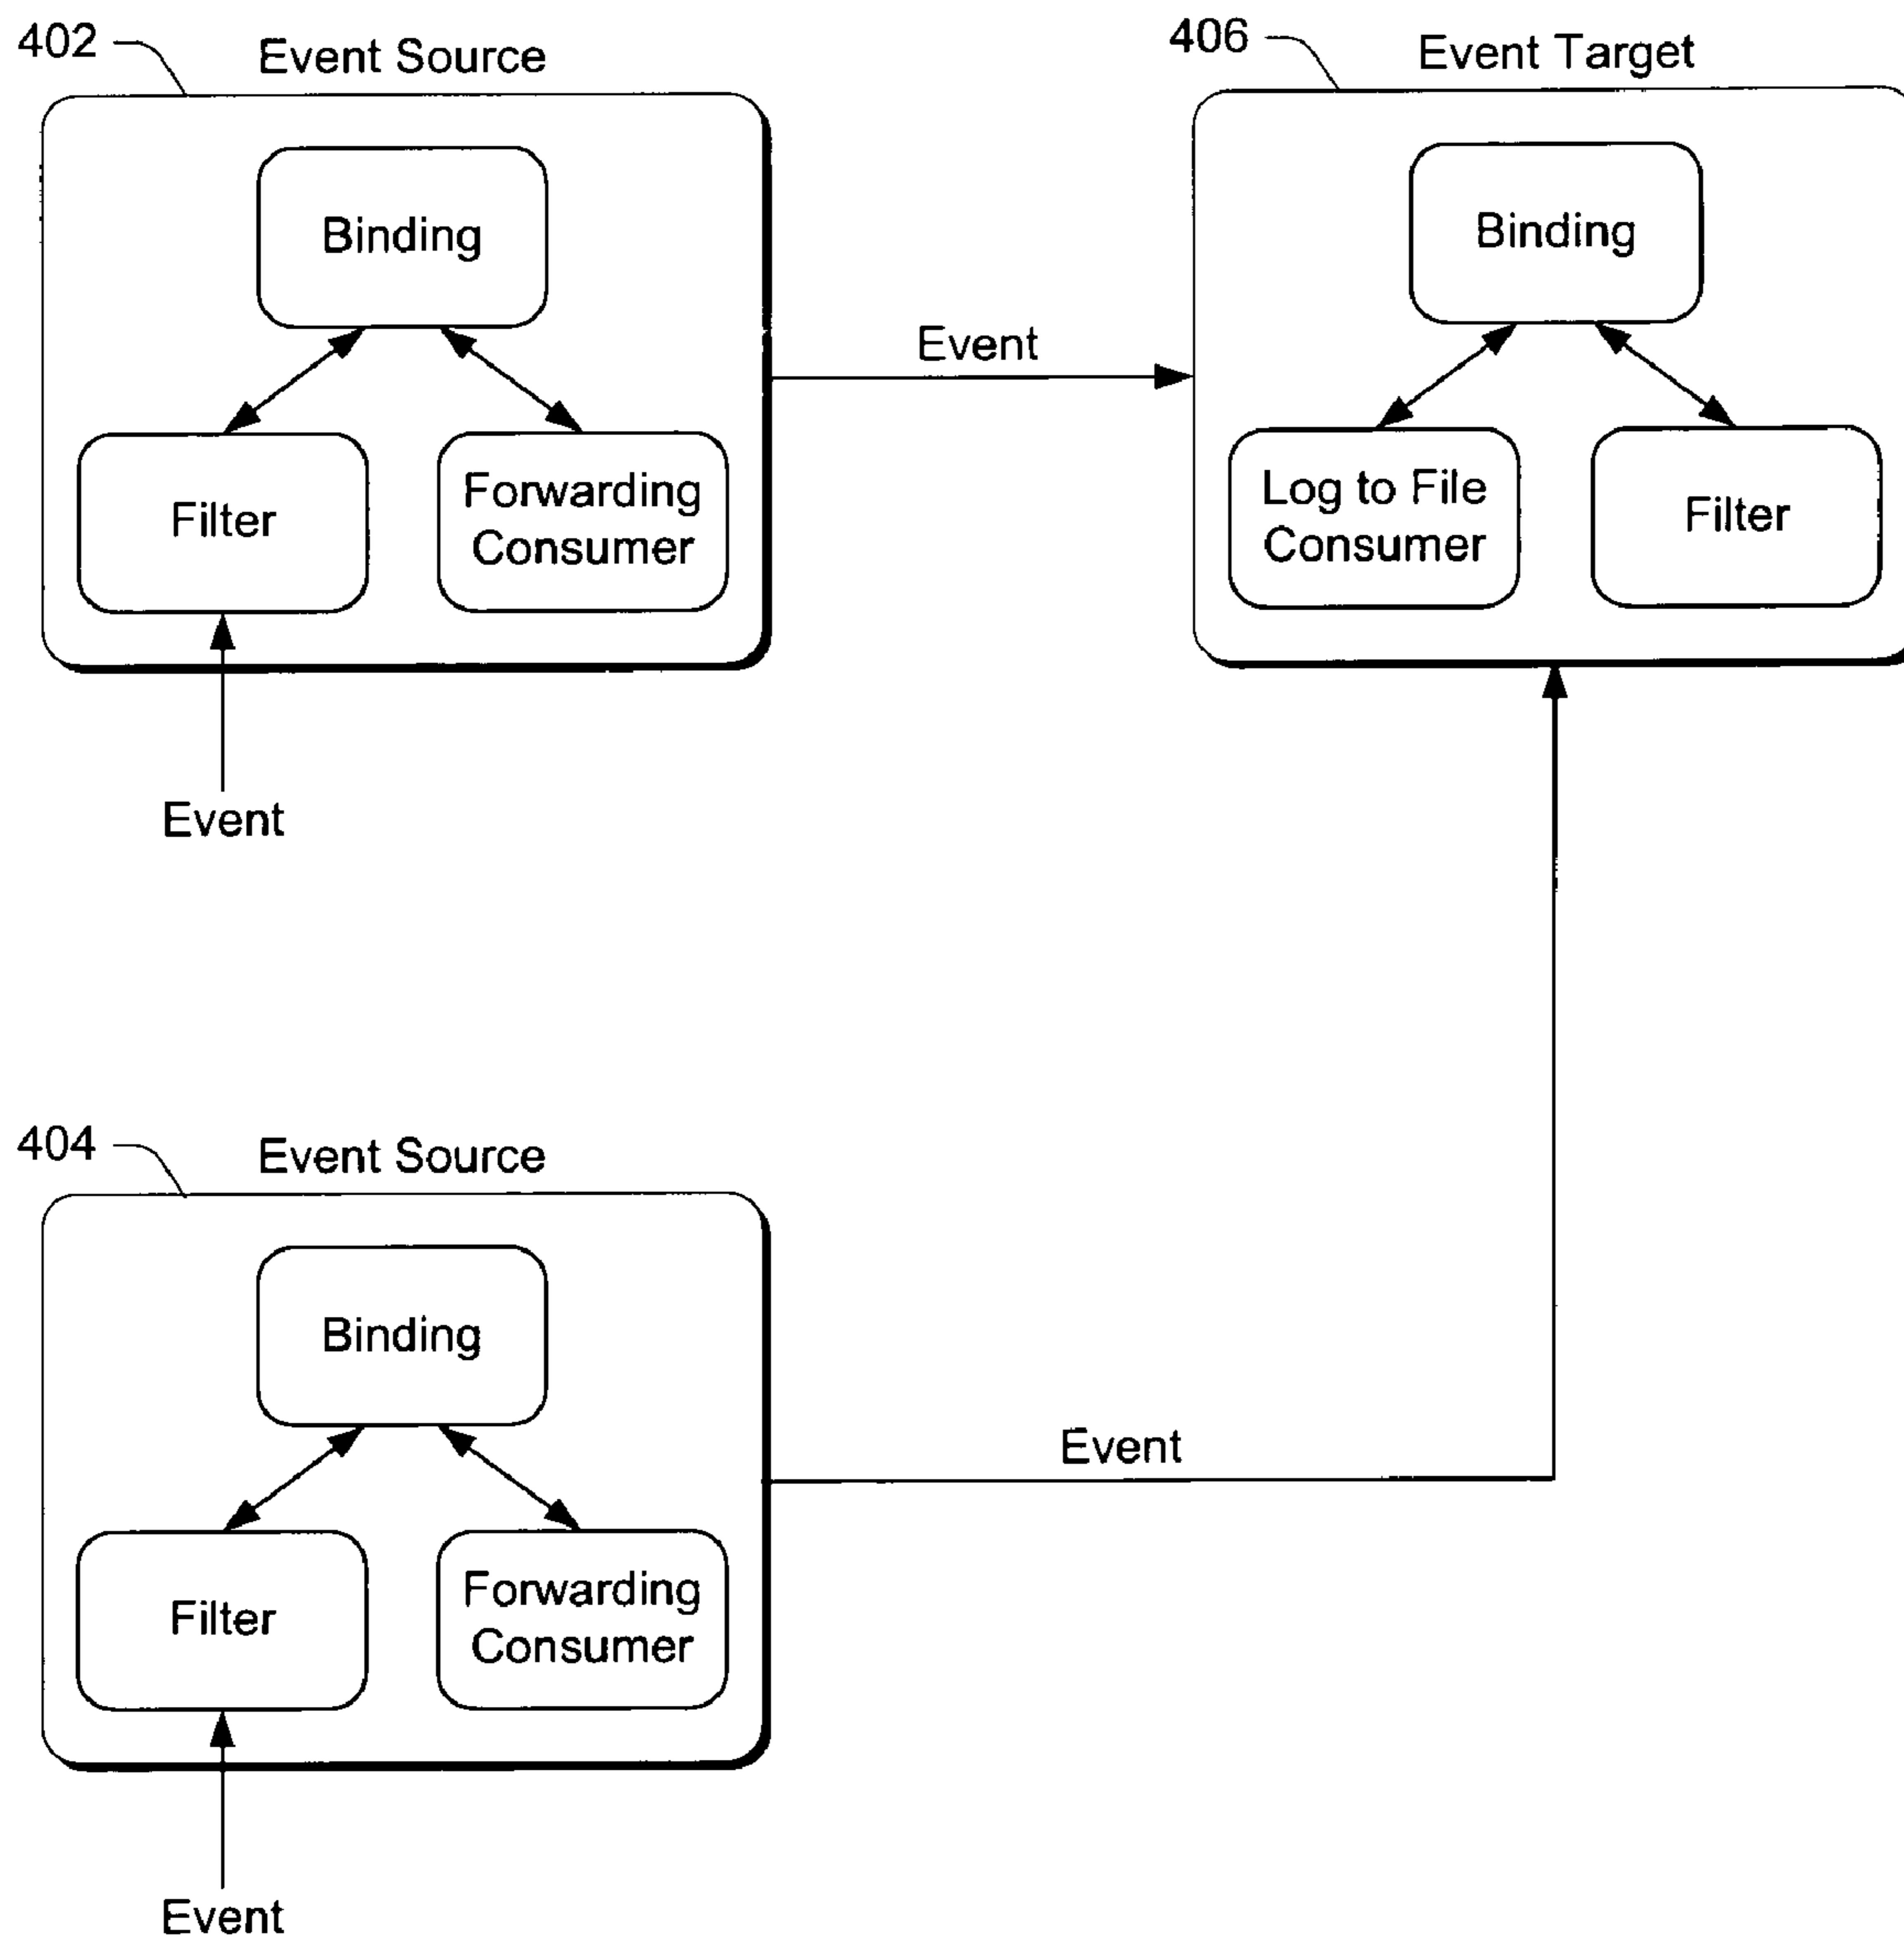 402
Event Source
Binding
Filter
Forwarding
Consumer
Event
Event
406
Event Target
Binding
Log to File
Consumer
Filter
404
Event Source
Binding
Filter
Forwarding
Consumer
Event
Event